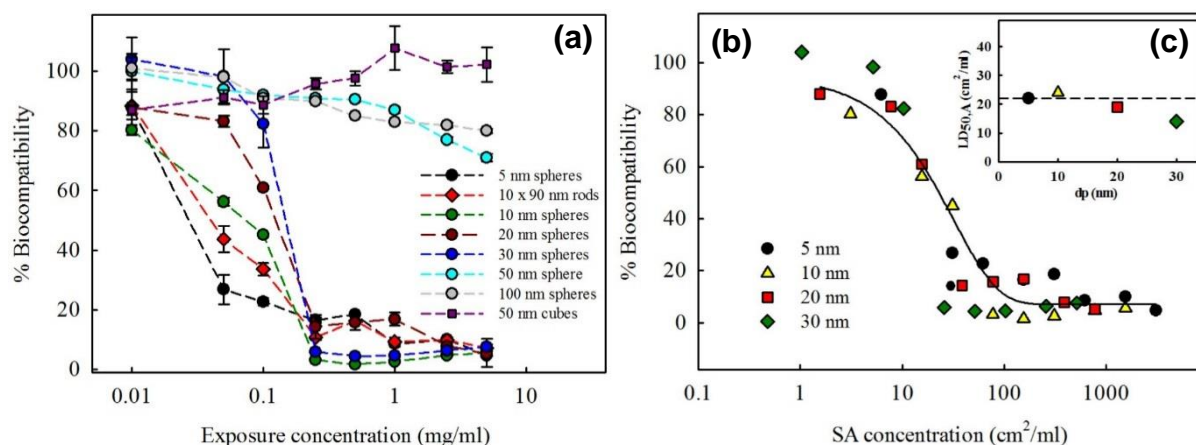 (a)
% Biocompatibility
100
80
60
40
20
0
5 nm spheres
10 x 90 nm rods
10 nm spheres
20 nm spheres
30 nm spheres
50 nm sphere
100 nm spheres
50 nm cubes
0.01 0.1 1 10
Exposure concentration (mg/ml)
(b)
% Biocompatibility
100
80
60
40
20
0
5 nm
10 nm
20 nm
30 nm
0.1 1 10 100 1000
SA concentration (cm²/ml)
(c)
LD50,A (cm²/ml)
40
30
20
10
0
0 10 20 30
dp (nm)